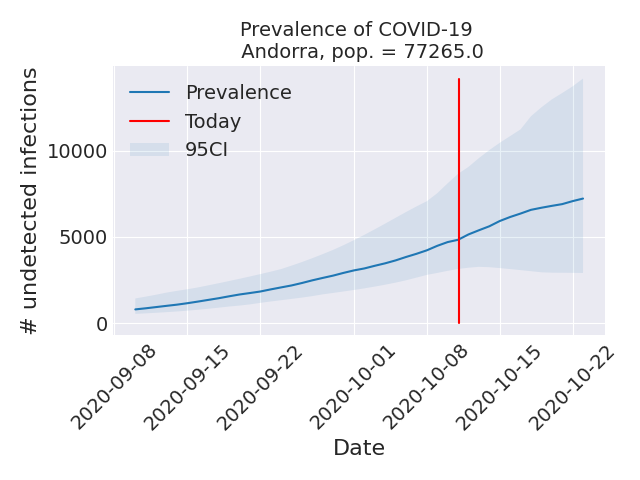 Prevalence of COVID-19
Andorra, pop. = 77265.0
# undetected infections
10000
5000
0
Prevalence
Today
95CI
2020-09-08
2020-09-15
2020-09-22
2020-10-01
2020-10-08
2020-10-15
2020-10-22
Date